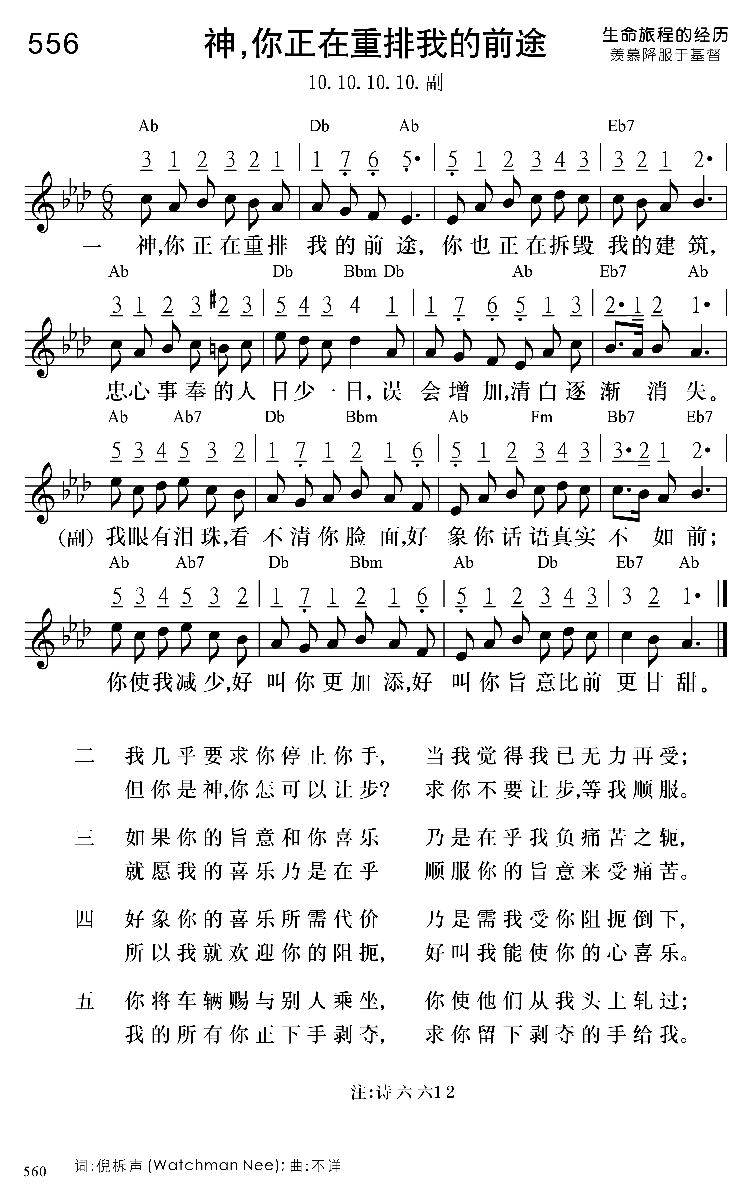 556
神,你正在重排我的前途
生命旅程的经历
羡慕降服于基督
10. 10. 10. 10. 副
Ab Db Ab Eb7
3 1 2 3 2 1 | 1 7 6 5• | 5 1 2 3 4 3 | 3 2 1 2• |
6
8
一 神,你正在重排 我的前途, 你也正在拆毁 我的建筑,
Ab Db Bbm Db Ab Eb7 Ab
3 1 2 3 #2 3 | 5 4 3 4 1 | 1 7 6 5 1 3 | 2• 1 2 1• |
忠心事奉的人 日少一日,误 会增加,清白逐 渐 消 失。
Ab Ab7 Db Bbm Ab Fm Bb7 Eb7
5 3 4 5 3 2 | 1 7 1 2 1 6 | 5 1 2 3 4 3 | 3• 2 1 2• |
(副) 我眼有泪珠,看 不清你脸面,好 象你话语真实 不 如前;
Ab Ab7 Db Bbm Ab Db Eb7 Ab
5 3 4 5 3 2 | 1 7 1 2 1 6 | 5 1 2 3 4 3 | 3 2 1•
你使我减少,好 叫你更加添,好 叫你旨意比前 更甘甜。
二 我几乎要求你停止你手, 当我觉得我已无力再受;
但你是神,你怎可以让步? 求你不要让步,等我顺服。
三 如果你的旨意和你喜乐 乃是在乎我负痛苦之轭,
就愿我的喜乐乃是在乎 顺服你的旨意来受痛苦。
四 好象你的喜乐所需代价 乃是需我受你阻扼倒下,
所以我就欢迎你的阻扼, 好叫我能使你的心喜乐。
五 你将车辆赐与别人乘坐, 你使他们从我头上轧过;
我的所有你正下手剥夺, 求你留下剥夺的手给我。
注:诗六六12
560 词:倪柝声 (Watchman Nee); 曲:不详